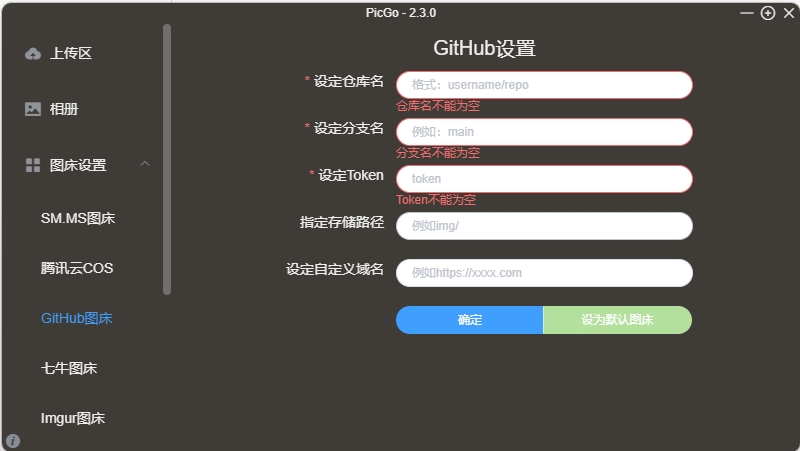 PicGo - 2.3.0
上传区
相册
图床设置
SM.MS图床
腾讯云COS
GitHub图床
七牛图床
Imgur图床
GitHub设置
* 设定仓库名
格式：username/repo
仓库名不能为空
* 设定分支名
例如：main
分支名不能为空
* 设定Token
token
Token不能为空
指定存储路径
例如img/
设定自定义域名
例如https://xxxx.com
确定
设为默认图床